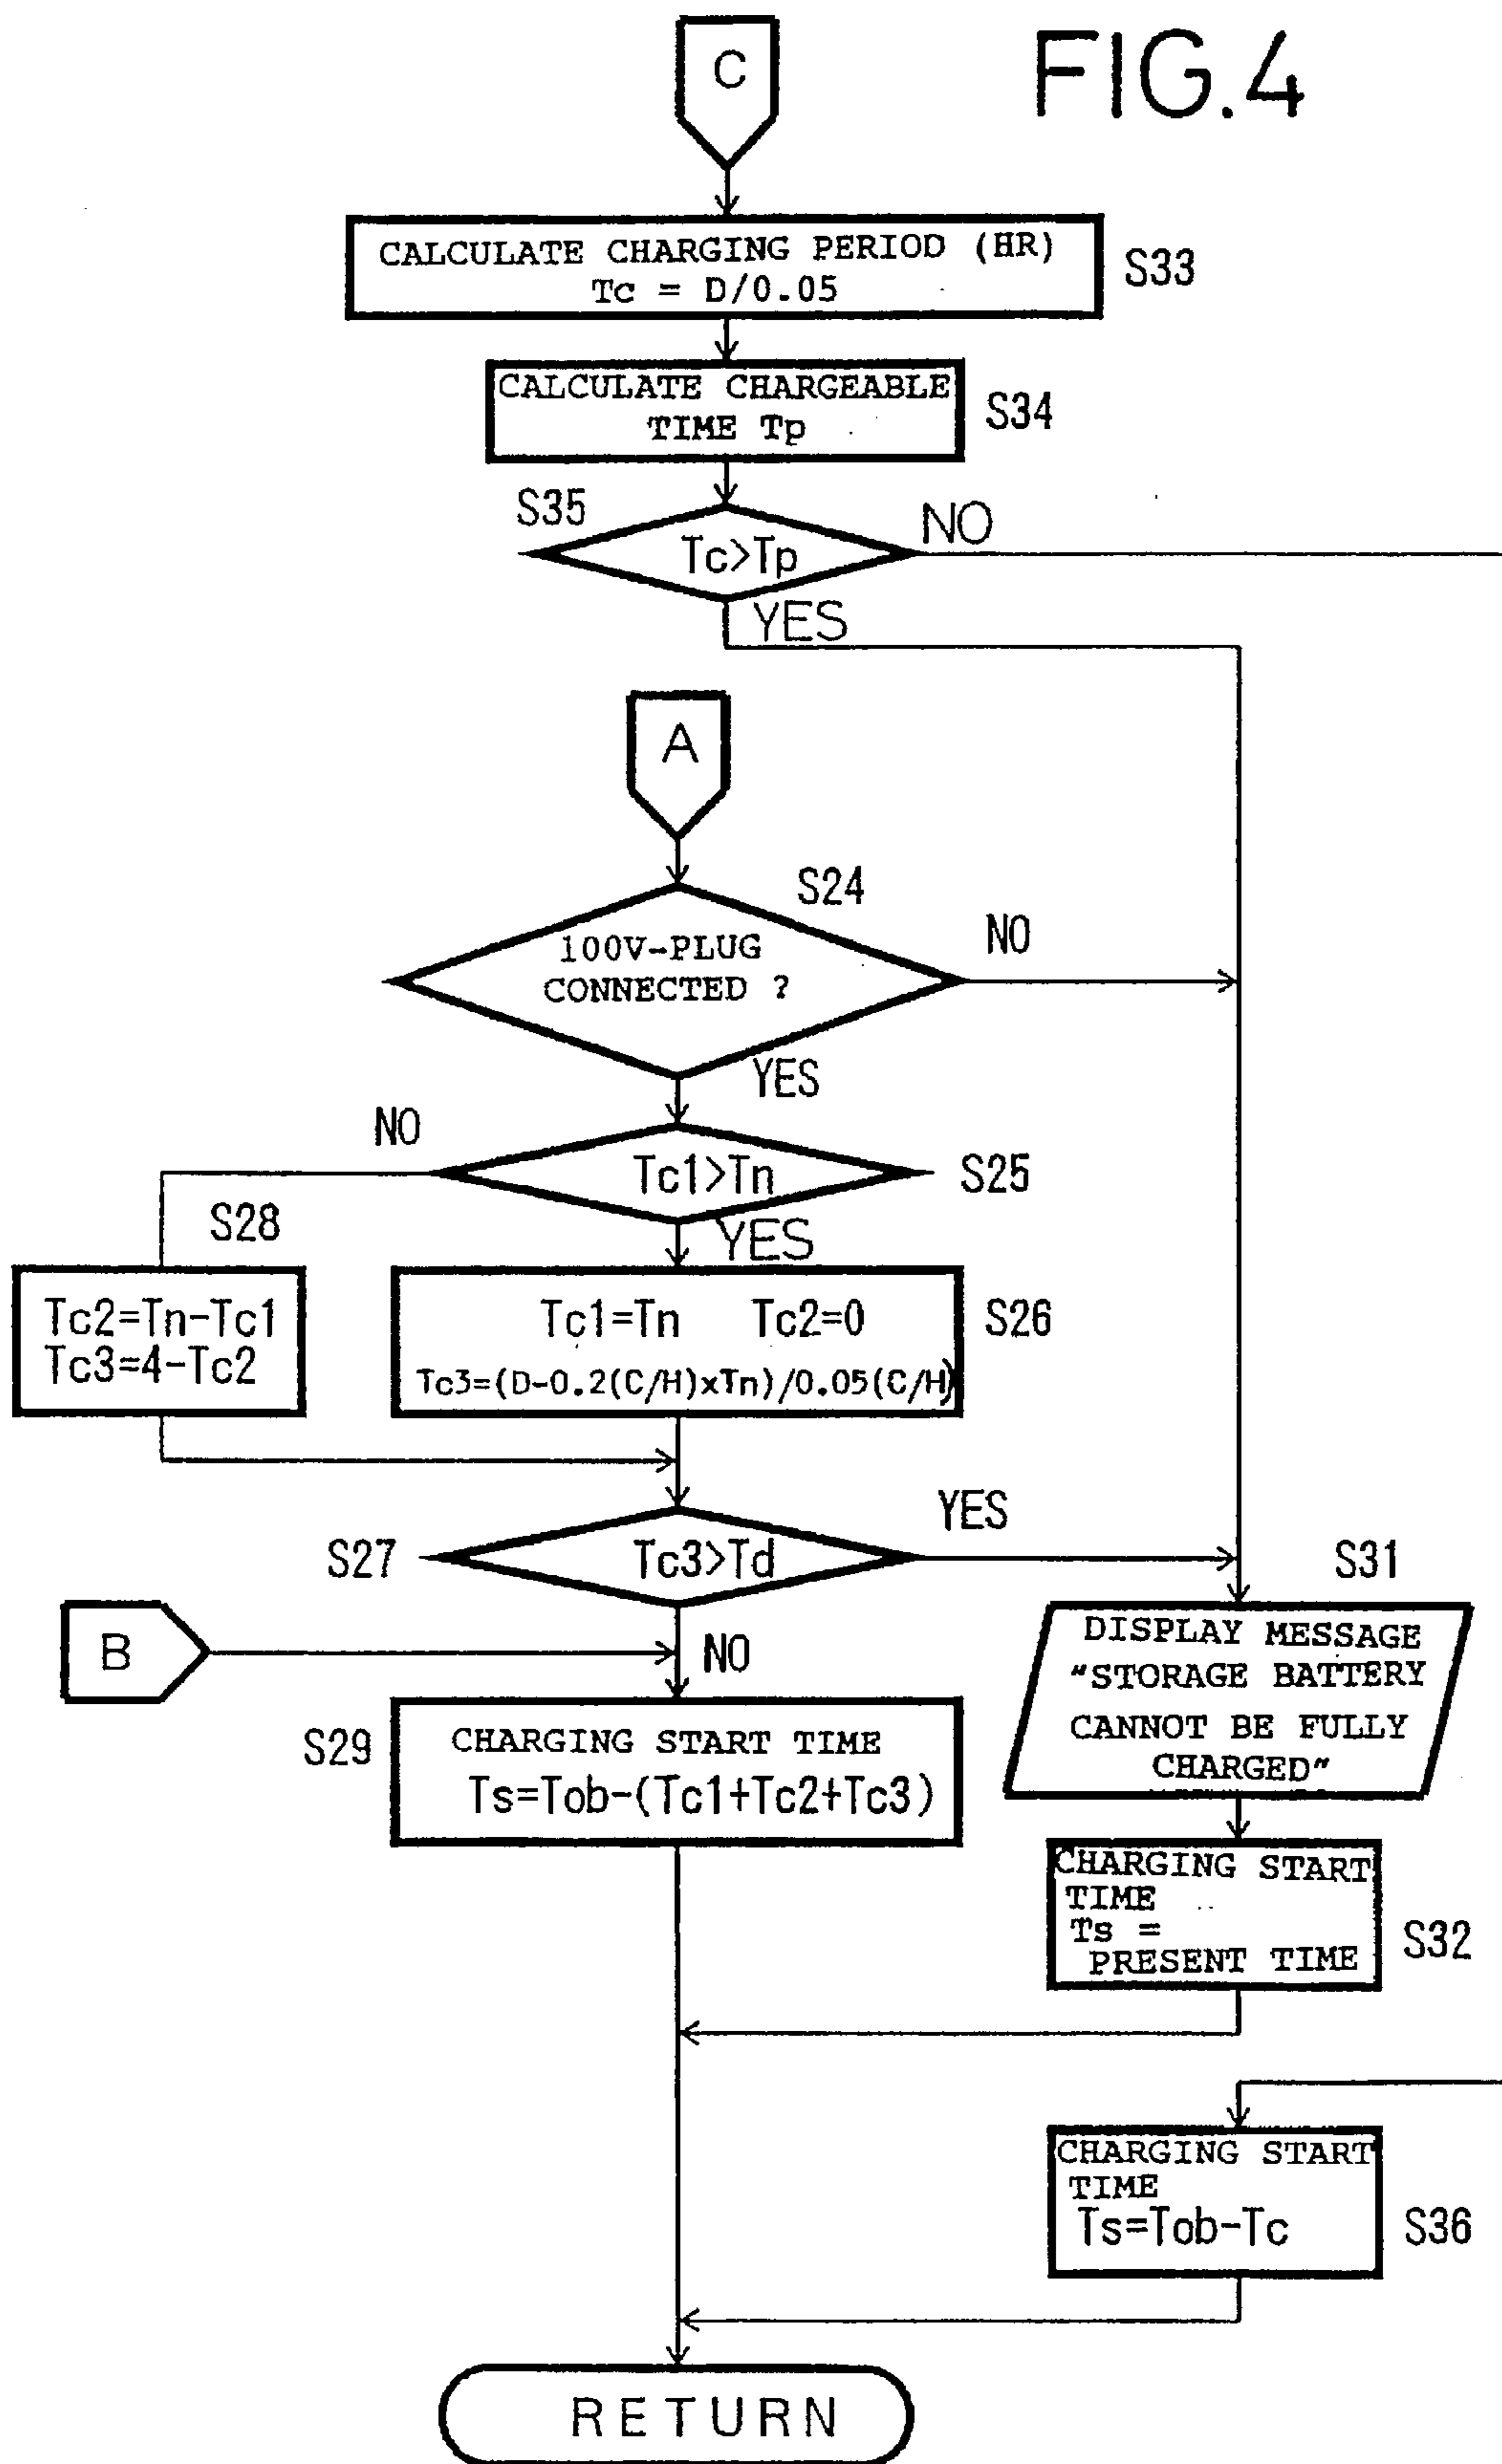 C
FIG.4
CALCULATE CHARGING PERIOD (HR)
Tc = D/0.05
S33
CALCULATE CHARGEABLE
TIME Tp
S34
S35
Tc>Tp
NO
YES
A
S24
100V-PLUG
CONNECTED ?
NO
YES
NO
Tc1>Tn
S25
S28
YES
Tc2=Tn-Tc1
Tc3=4-Tc2
Tc1=Tn Tc2=0
Tc3=(D-0.2(C/H)xTn)/0.05(C/H)
S26
YES
S27
Tc3>Td
S31
B
NO
DISPLAY MESSAGE
"STORAGE BATTERY
CANNOT BE FULLY
CHARGED"
S29
CHARGING START TIME
Ts=Tob-(Tc1+Tc2+Tc3)
CHARGING START
TIME
Ts =
PRESENT TIME
S32
CHARGING START
TIME
Ts=Tob-Tc
S36
RETURN